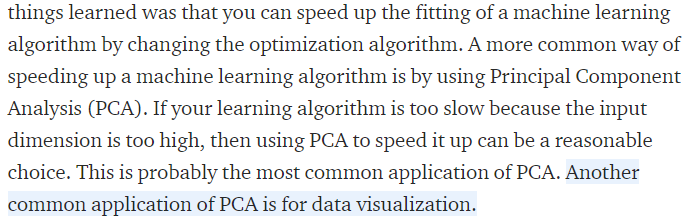 things learned was that you can speed up the fitting of a machine learning
algorithm by changing the optimization algorithm. A more common way of
speeding up a machine learning algorithm is by using Principal Component
Analysis (PCA). If your learning algorithm is too slow because the input
dimension is too high, then using PCA to speed it up can be a reasonable
choice. This is probably the most common application of PCA. Another
common application of PCA is for data visualization.